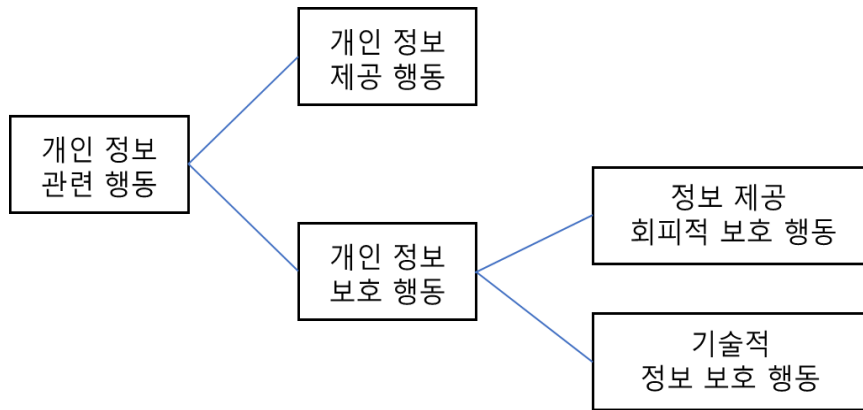 개인 정보
제공 행동
개인 정보
관련 행동
정보 제공
회피적 보호 행동
개인 정보
보호 행동
기술적
정보 보호 행동